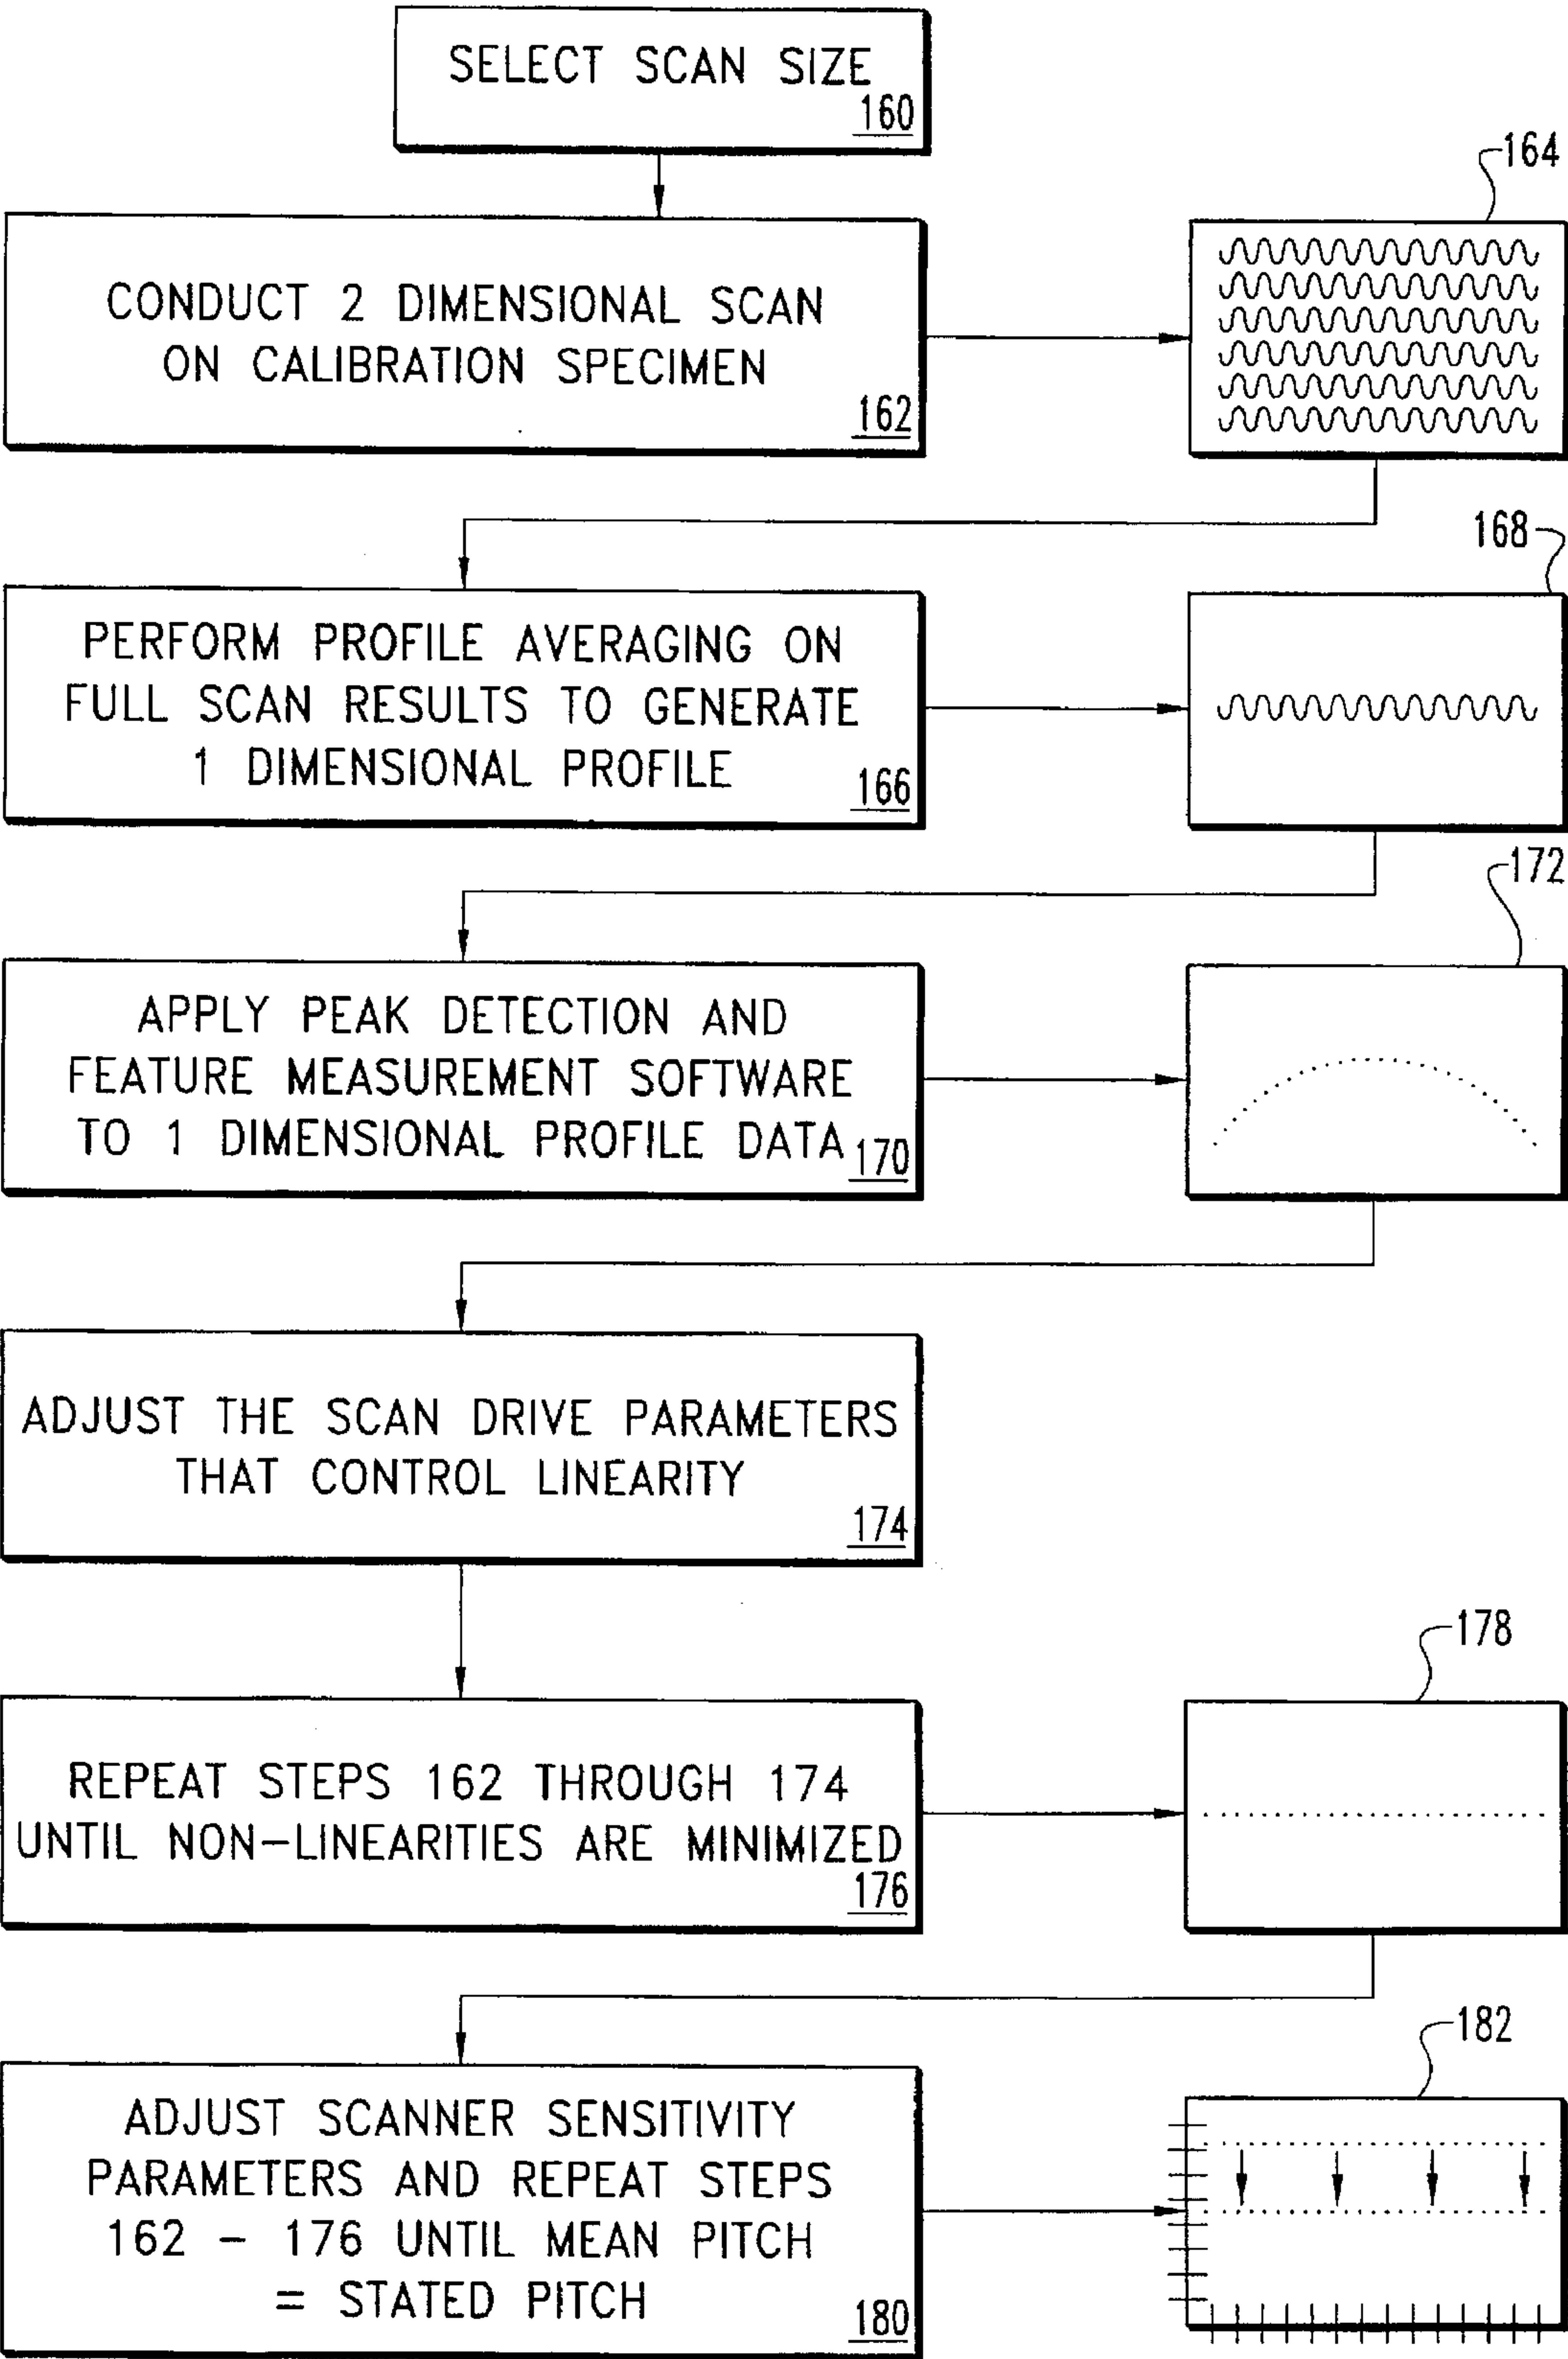 SELECT SCAN SIZE
160
164
CONDUCT 2 DIMENSIONAL SCAN
ON CALIBRATION SPECIMEN
162
168
PERFORM PROFILE AVERAGING ON
FULL SCAN RESULTS TO GENERATE
1 DIMENSIONAL PROFILE
166
172
APPLY PEAK DETECTION AND
FEATURE MEASUREMENT SOFTWARE
TO 1 DIMENSIONAL PROFILE DATA
170
ADJUST THE SCAN DRIVE PARAMETERS
THAT CONTROL LINEARITY
174
178
REPEAT STEPS 162 THROUGH 174
UNTIL NON-LINEARITIES ARE MINIMIZED
176
182
ADJUST SCANNER SENSITIVITY
PARAMETERS AND REPEAT STEPS
162 - 176 UNTIL MEAN PITCH
= STATED PITCH
180